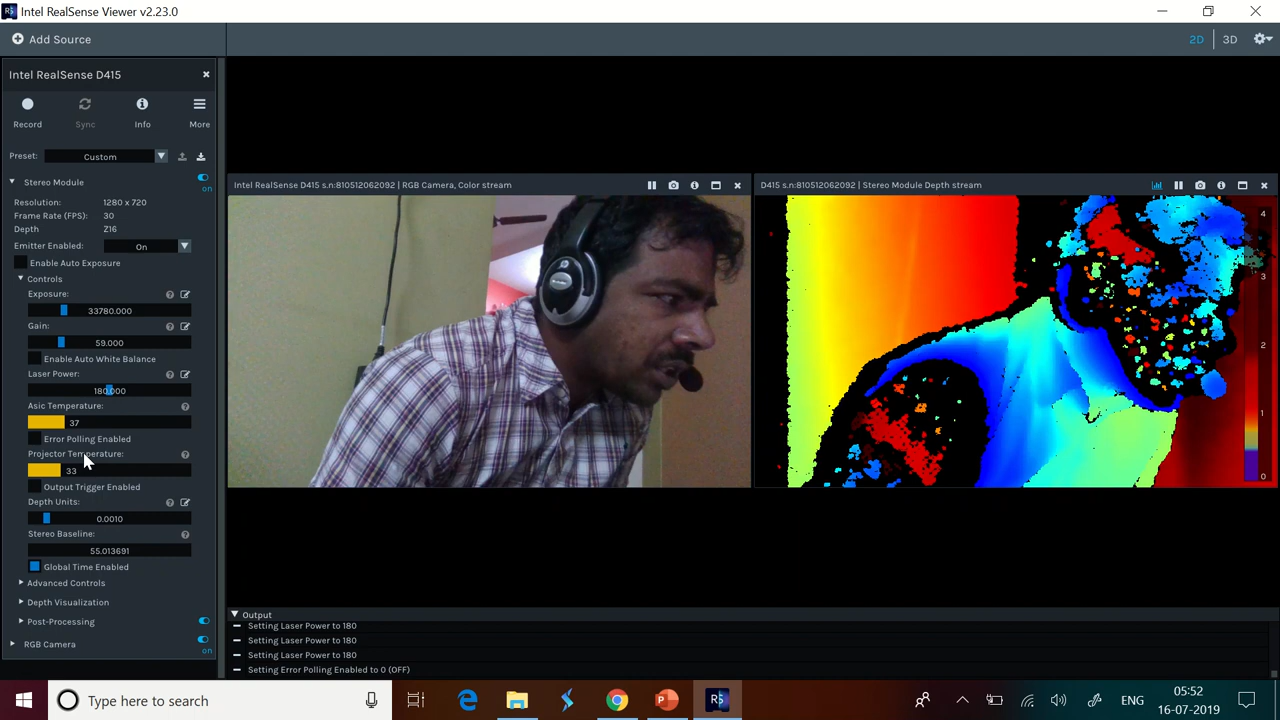 Intel RealSense Viewer v2.23.0
Add Source
2D | 3D
Intel RealSense D415
Record Sync Info More
Preset: Custom
Stereo Module on
Resolution: 1280 x 720
Frame Rate (FPS): 30
Depth Z16
Emitter Enabled: On
Enable Auto Exposure
Controls
Exposure:
33780.000
Gain:
59.000
Enable Auto White Balance
Laser Power:
180.000
Asic Temperature:
37
Error Polling Enabled
Projector Temperature:
33
Output Trigger Enabled
Depth Units:
0.0010
Stereo Baseline:
55.013691
Global Time Enabled
Advanced Controls
Depth Visualization
Post-Processing
RGB Camera on
Intel RealSense D415 s.n:810512062092 | RGB Camera, Color stream
D415 s.n:810512062092 | Stereo Module Depth stream
4
3
2
1
0
Output
Setting Laser Power to 180
Setting Laser Power to 180
Setting Laser Power to 180
Setting Error Polling Enabled to 0 (OFF)
Type here to search
ENG
05:52
16-07-2019